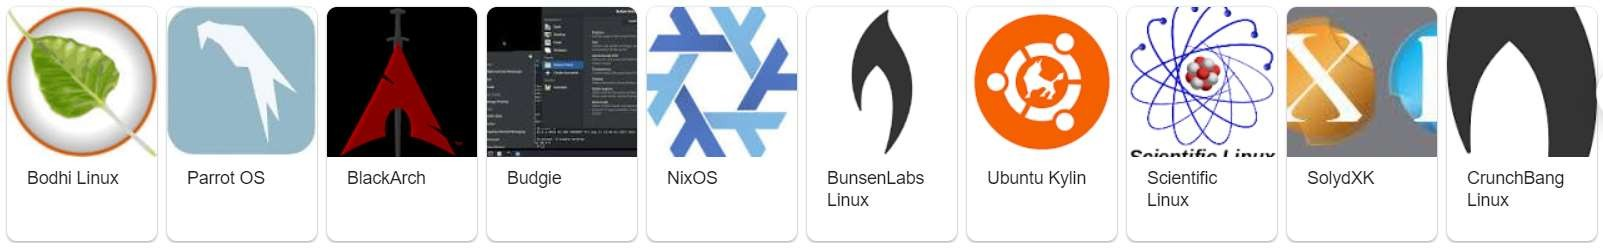 Bodhi Linux
Parrot OS
BlackArch
Budgie
NixOS
BunsenLabs
Linux
Ubuntu Kylin
Scientific Linux
Scientific
Linux
X
SolydXK
CrunchBang
Linux